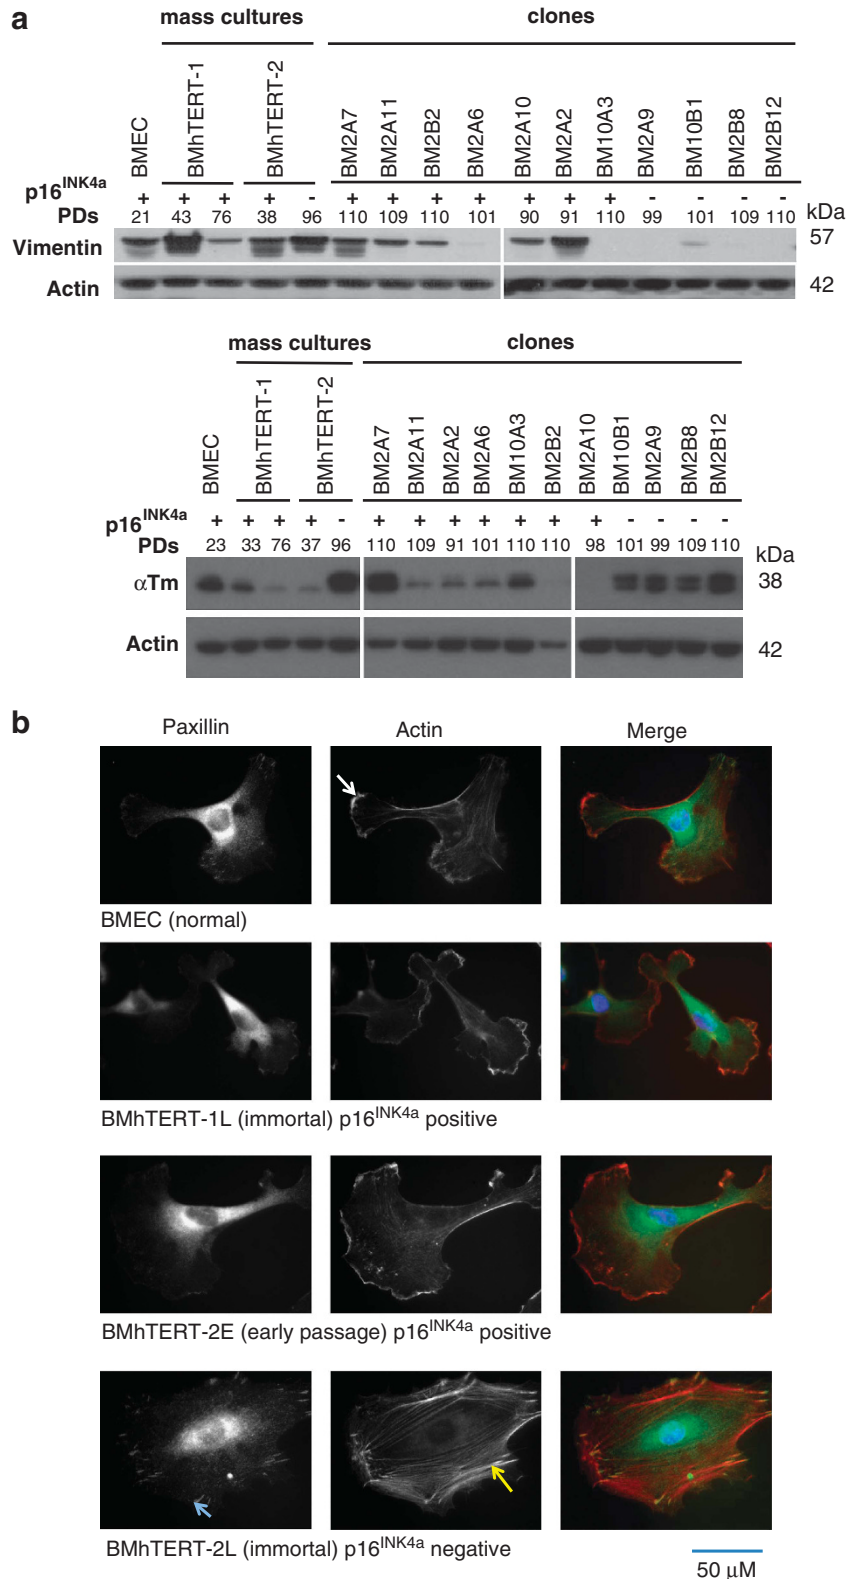 a
mass cultures
clones
BMEC
BMhTERT-1
BMhTERT-2
BM2A7
BM2A11
BM2B2
BM2A6
BM2A10
BM2A2
BM10A3
BM2A9
BM10B1
BM2B8
BM2B12
p16INK4a + + + + - + + + + + + + - - - -
PDs 21 43 76 38 96 110 109 110 101 90 91 110 99 101 109 110 kDa
Vimentin 57
Actin 42
mass cultures
clones
BMEC
BMhTERT-1
BMhTERT-2
BM2A7
BM2A11
BM2A2
BM2A6
BM10A3
BM2B2
BM2A10
BM10B1
BM2A9
BM2B8
BM2B12
p16INK4a + + + + - + + + + + + + - - - -
PDs 23 33 76 37 96 110 109 91 101 110 110 98 101 99 109 110 kDa
αTm 38
Actin 42
b
Paxillin Actin Merge
BMEC (normal)
BMhTERT-1L (immortal) p16INK4a positive
BMhTERT-2E (early passage) p16INK4a positive
BMhTERT-2L (immortal) p16INK4a negative
50 µM